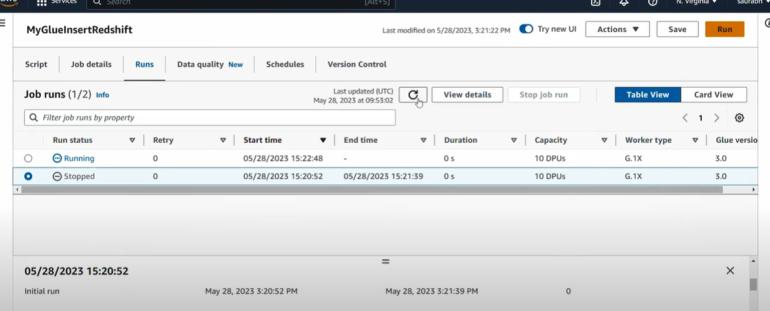 Services
Search
[Alt+S]
N. Virginia
saurabh
MyGlueInsertRedshift
Last modified on 5/28/2023, 3:21:22 PM
Try new UI
Actions
Save
Run
Script
Job details
Runs
Data quality New
Schedules
Version Control
Job runs (1/2) Info
Last updated (UTC)
May 28, 2023 at 09:53:02
View details
Stop job run
Table View
Card View
Filter job runs by property
1
Run status Retry Start time End time Duration Capacity Worker type Glue versio
Running 0 05/28/2023 15:22:48 - 0 s 10 DPUs G.1X 3.0
Stopped 0 05/28/2023 15:20:52 05/28/2023 15:21:39 0 s 10 DPUs G.1X 3.0
05/28/2023 15:20:52
Initial run May 28, 2023 3:20:52 PM May 28, 2023 3:21:39 PM 0